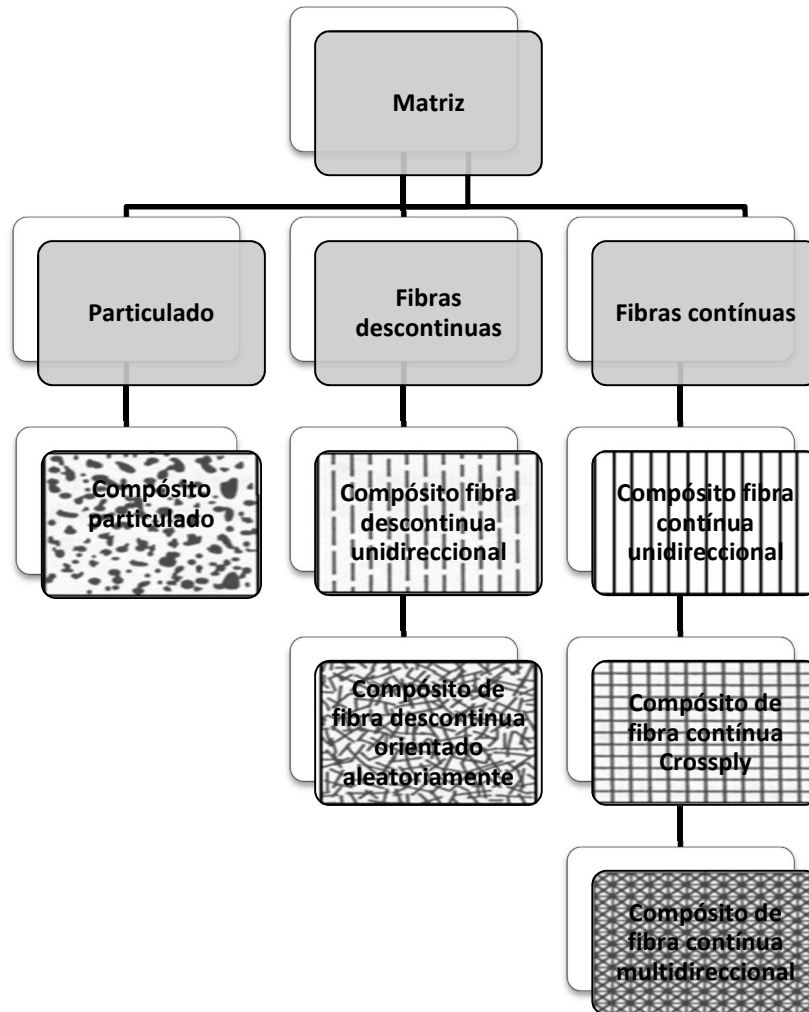 Matriz
Particulado
Fibras
descontinuas
Fibras contínuas
Compósito
particulado
Compósito fibra
descontinua
unidireccional
Compósito fibra
contínua
unidireccional
Compósito de
fibra descontinua
orientado
aleatoriamente
Compósito de
fibra contínua
Crossply
Compósito de
fibra contínua
multidireccional